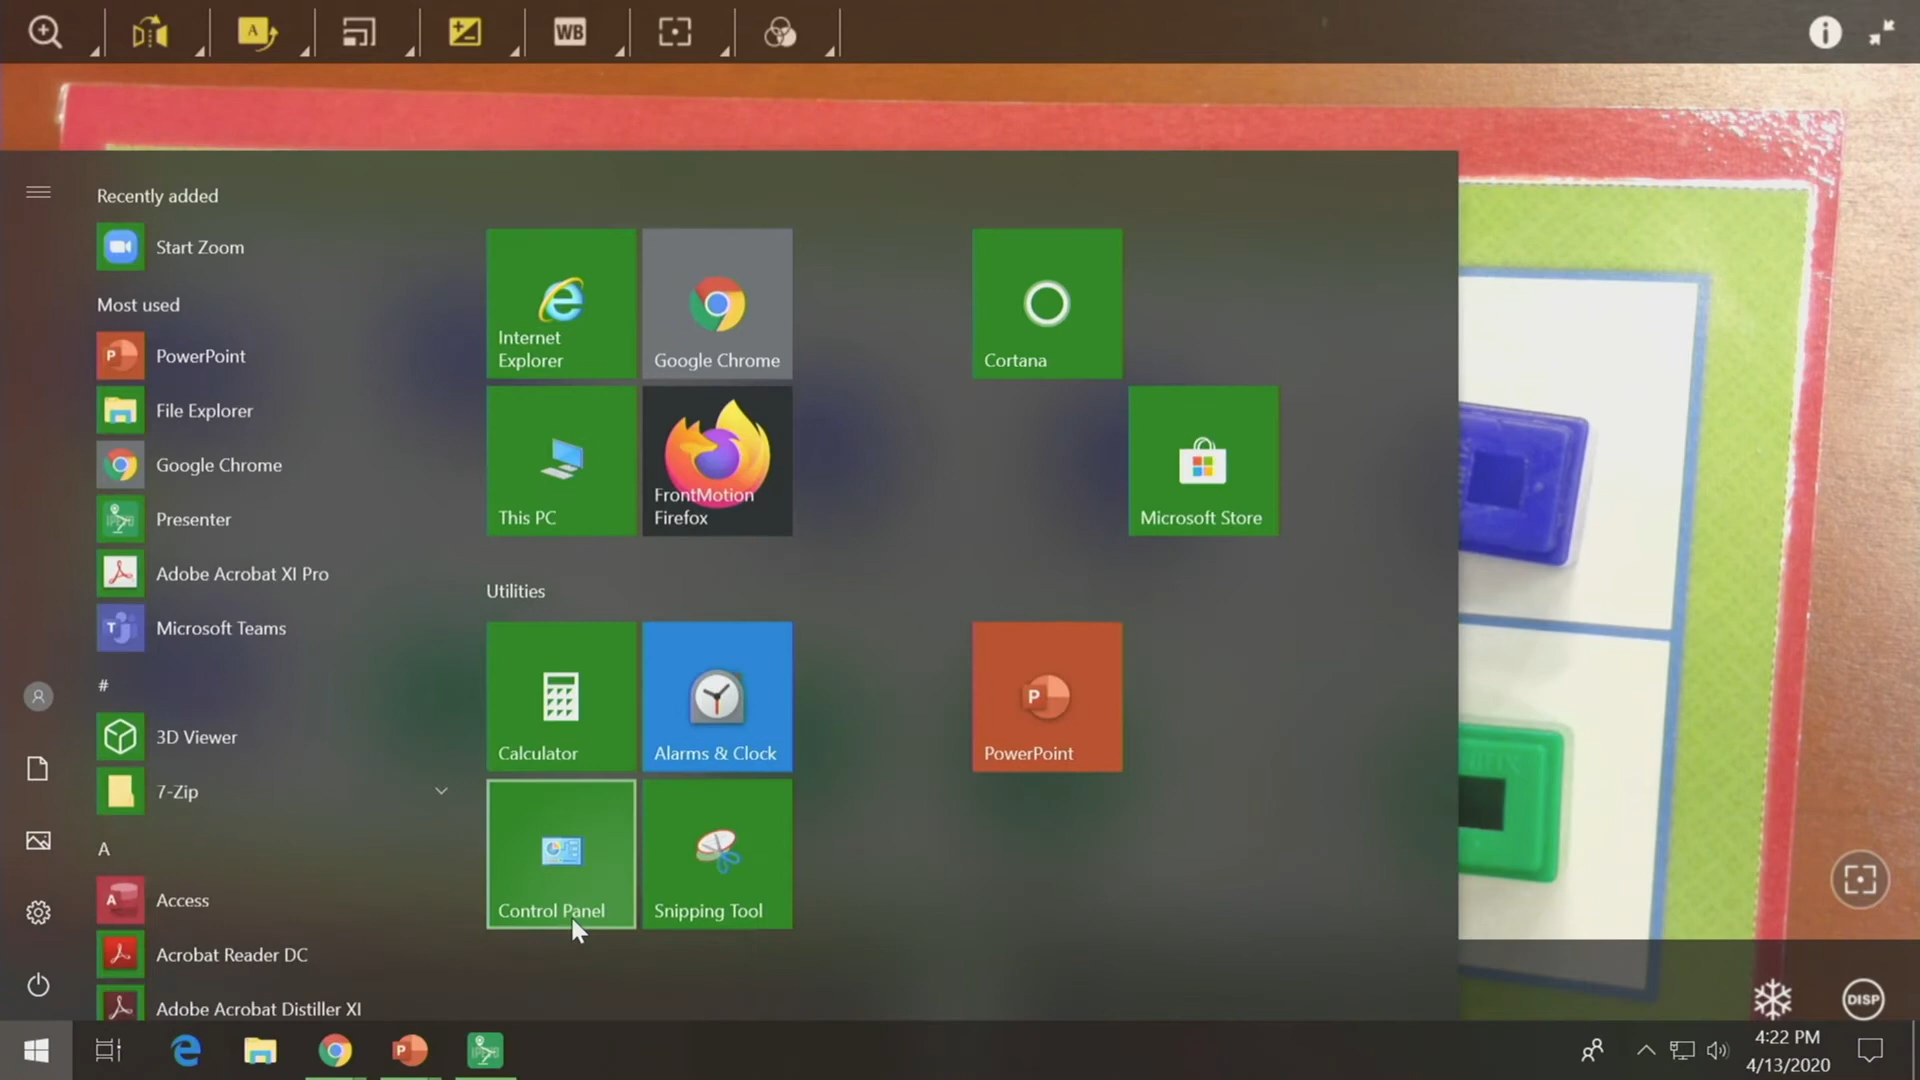 A
WB
Recently added
Start Zoom
Most used
P
PowerPoint
File Explorer
Google Chrome
Presenter
Adobe Acrobat XI Pro
T
Microsoft Teams
#
3D Viewer
7-Zip
A
A
Access
Acrobat Reader DC
Adobe Acrobat Distiller XI
Internet
Explorer
Google Chrome
Cortana
This PC
FrontMotion
Firefox
Microsoft Store
Utilities
Calculator
Alarms & Clock
P
PowerPoint
Control Panel
Snipping Tool
DISP
P
4:22 PM
4/13/2020